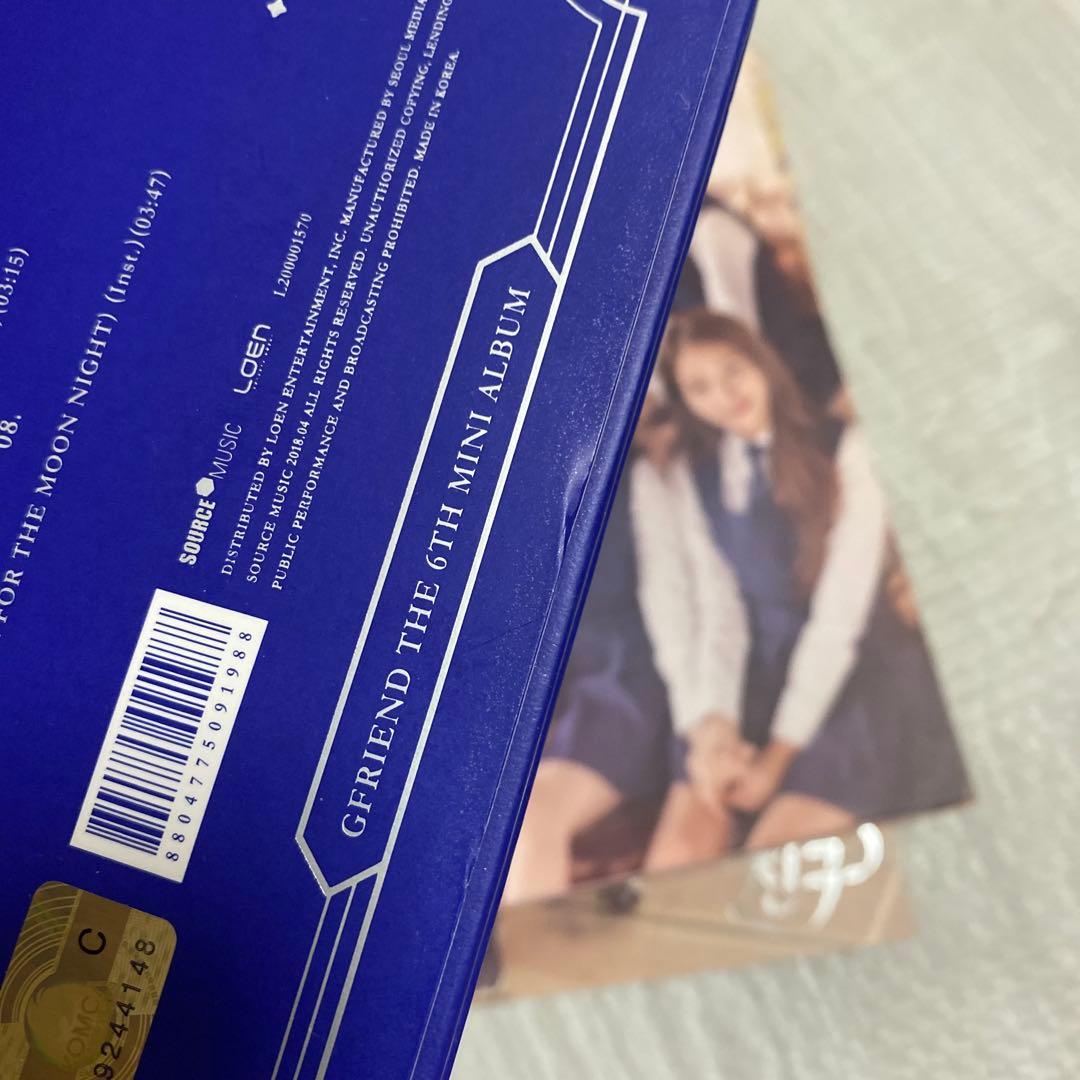 (03:15)
08.
FOR THE MOON NIGHT) (Inst.) (03:47)
SOURCE MUSIC
LOEN
L200001570
DISTRIBUTED BY LOEN ENTERTAINMENT, INC. MANUFACTURED BY SEOUL MEDIA
SOURCE MUSIC 2018.04 ALL RIGHTS RESERVED. UNAUTHORIZED COPYING, LENDING
PUBLIC PERFORMANCE AND BROADCASTING PROHIBITED. MADE IN KOREA.
8804775091988
GFRIEND THE 6TH MINI ALBUM
C
9244148
KOMC